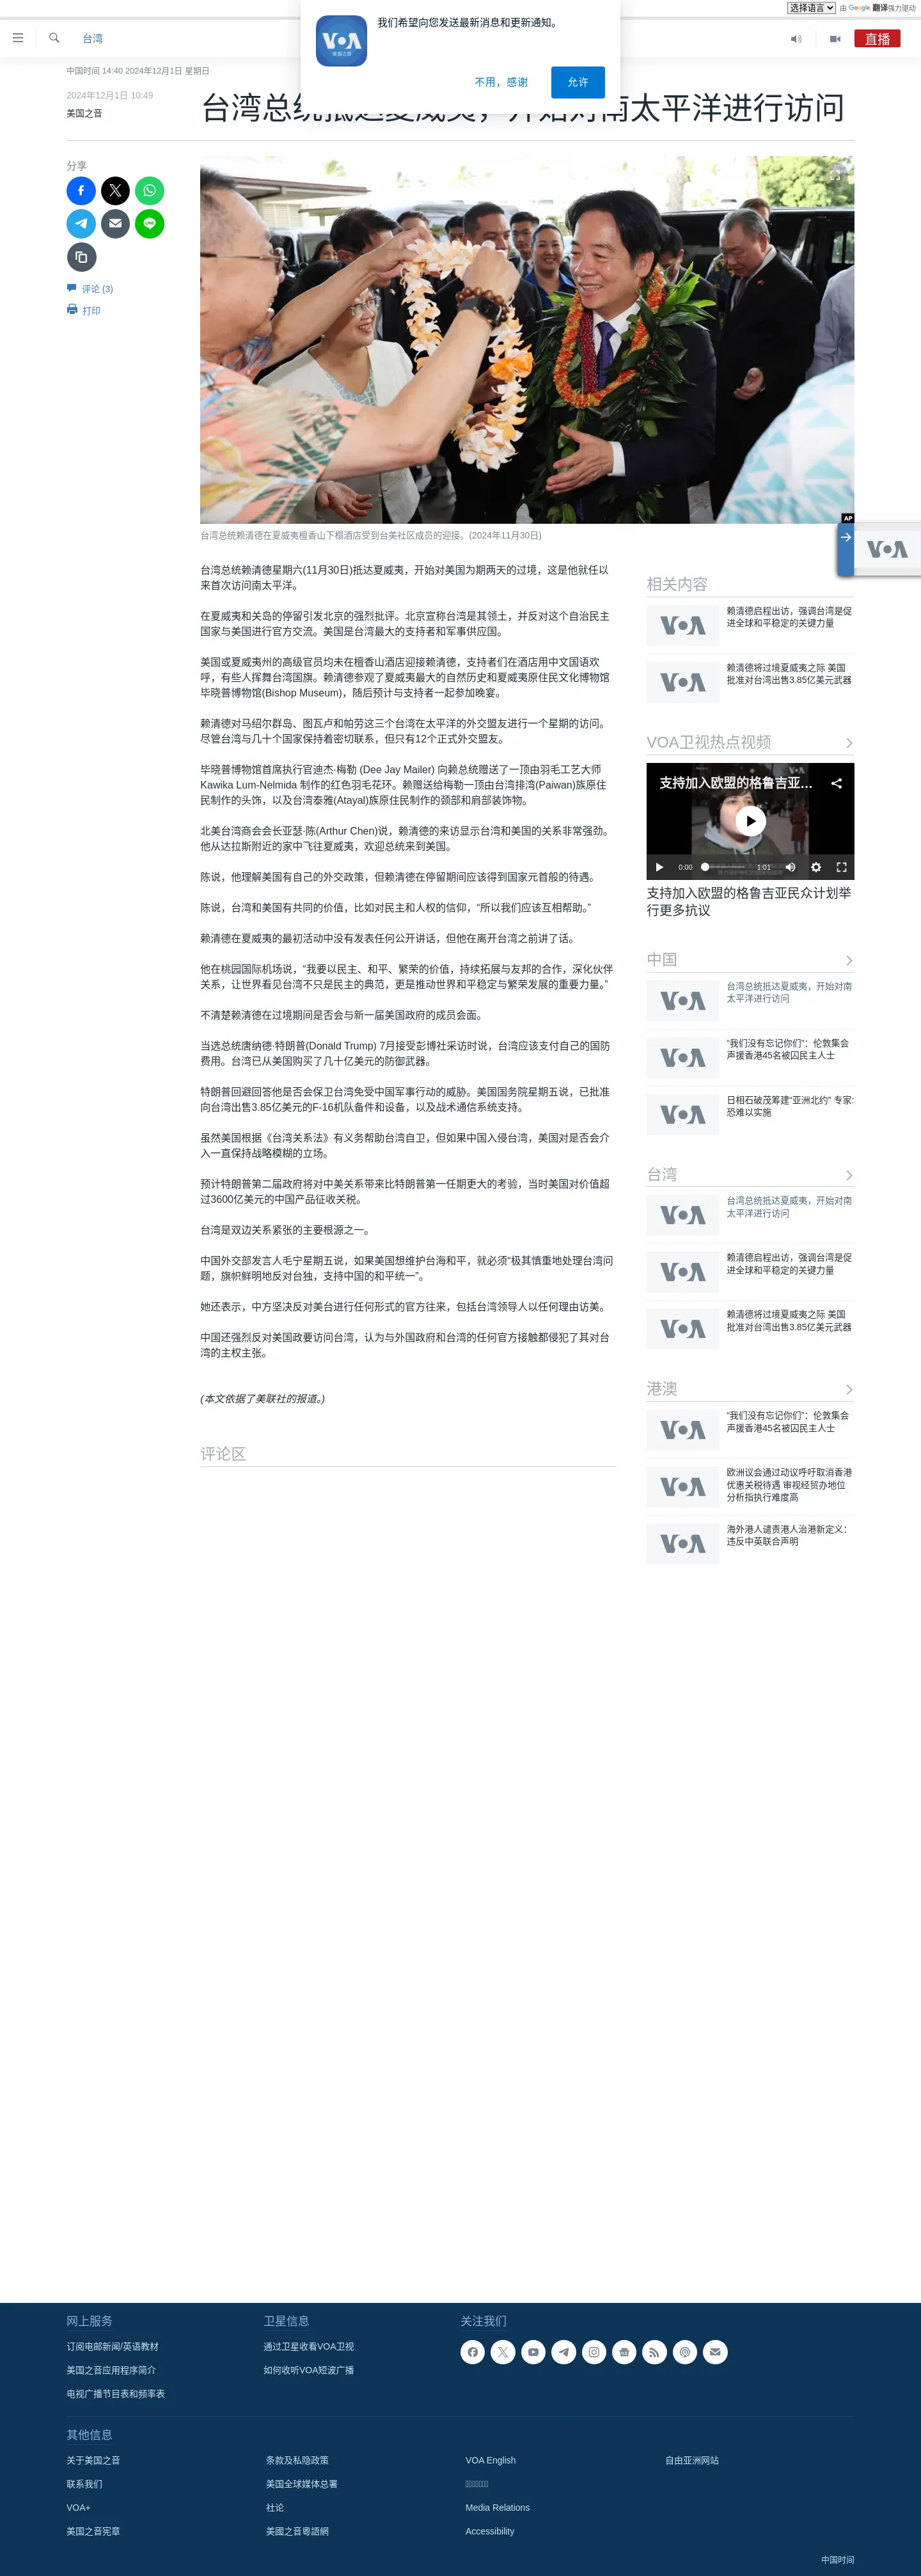 选择语言 由 Google 翻译强力驱动
我们希望向您发送最新消息和更新通知。
VOA
美国之音
不用，感谢
允许
台湾
直播
中国时间 14:40 2024年12月1日 星期日
2024年12月1日 10:49
美国之音
分享
评论 (3)
打印
AP
台湾总统赖清德在夏威夷檀香山下榻酒店受到台美社区成员的迎接。(2024年11月30日)
台湾总统赖清德星期六(11月30日)抵达夏威夷，开始对美国为期两天的过境，这是他就任以
来首次访问南太平洋。
在夏威夷和关岛的停留引发北京的强烈批评。北京宣称台湾是其领土，并反对这个自治民主
国家与美国进行官方交流。美国是台湾最大的支持者和军事供应国。
美国或夏威夷州的高级官员均未在檀香山酒店迎接赖清德，支持者们在酒店用中文国语欢
呼，有些人挥舞台湾国旗。赖清德参观了夏威夷最大的自然历史和夏威夷原住民文化博物馆
毕晓普博物馆(Bishop Museum)，随后预计与支持者一起参加晚宴。
赖清德对马绍尔群岛、图瓦卢和帕劳这三个台湾在太平洋的外交盟友进行一个星期的访问。
尽管台湾与几十个国家保持着密切联系，但只有12个正式外交盟友。
毕晓普博物馆首席执行官迪杰·梅勒 (Dee Jay Mailer) 向赖总统赠送了一顶由羽毛工艺大师
Kawika Lum-Nelmida 制作的红色羽毛花环。赖赠送给梅勒一顶由台湾排湾(Paiwan)族原住
民制作的头饰，以及台湾泰雅(Atayal)族原住民制作的颈部和肩部装饰物。
北美台湾商会会长亚瑟·陈(Arthur Chen)说，赖清德的来访显示台湾和美国的关系非常强劲。
他从达拉斯附近的家中飞往夏威夷，欢迎总统来到美国。
陈说，他理解美国有自己的外交政策，但赖清德在停留期间应该得到国家元首般的待遇。
陈说，台湾和美国有共同的价值，比如对民主和人权的信仰，“所以我们应该互相帮助。”
赖清德在夏威夷的最初活动中没有发表任何公开讲话，但他在离开台湾之前讲了话。
他在桃园国际机场说，“我要以民主、和平、繁荣的价值，持续拓展与友邦的合作，深化伙伴
关系，让世界看见台湾不只是民主的典范，更是推动世界和平稳定与繁荣发展的重要力量。”
不清楚赖清德在过境期间是否会与新一届美国政府的成员会面。
当选总统唐纳德·特朗普(Donald Trump) 7月接受彭博社采访时说，台湾应该支付自己的国防
费用。台湾已从美国购买了几十亿美元的防御武器。
特朗普回避回答他是否会保卫台湾免受中国军事行动的威胁。美国国务院星期五说，已批准
向台湾出售3.85亿美元的F-16机队备件和设备，以及战术通信系统支持。
虽然美国根据《台湾关系法》有义务帮助台湾自卫，但如果中国入侵台湾，美国对是否会介
入一直保持战略模糊的立场。
预计特朗普第二届政府将对中美关系带来比特朗普第一任期更大的考验，当时美国对价值超
过3600亿美元的中国产品征收关税。
台湾是双边关系紧张的主要根源之一。
中国外交部发言人毛宁星期五说，如果美国想维护台海和平，就必须“极其慎重地处理台湾问
题，旗帜鲜明地反对台独，支持中国的和平统一”。
她还表示，中方坚决反对美台进行任何形式的官方往来，包括台湾领导人以任何理由访美。
中国还强烈反对美国政要访问台湾，认为与外国政府和台湾的任何官方接触都侵犯了其对台
湾的主权主张。
(本文依据了美联社的报道。)
评论区
VOA
相关内容
VOA
赖清德启程出访，强调台湾是促
进全球和平稳定的关键力量
VOA
赖清德将过境夏威夷之际 美国
批准对台湾出售3.85亿美元武器
VOA卫视热点视频
支持加入欧盟的格鲁吉亚…
VOA
0:00
1:01
支持加入欧盟的格鲁吉亚民众计划举
行更多抗议
中国
VOA
台湾总统抵达夏威夷，开始对南
太平洋进行访问
VOA
“我们没有忘记你们”：伦敦集会
声援香港45名被囚民主人士
VOA
日相石破茂筹建“亚洲北约” 专家:
恐难以实施
台湾
VOA
台湾总统抵达夏威夷，开始对南
太平洋进行访问
VOA
赖清德启程出访，强调台湾是促
进全球和平稳定的关键力量
VOA
赖清德将过境夏威夷之际 美国
批准对台湾出售3.85亿美元武器
港澳
VOA
“我们没有忘记你们”：伦敦集会
声援香港45名被囚民主人士
VOA
欧洲议会通过动议呼吁取消香港
优惠关税待遇 审视经贸办地位
分析指执行难度高
VOA
海外港人谴责港人治港新定义：
违反中英联合声明
网上服务
订阅电邮新闻/英语教材
美国之音应用程序简介
电视广播节目表和频率表
卫星信息
通过卫星收看VOA卫视
如何收听VOA短波广播
关注我们
其他信息
关于美国之音
联系我们
VOA+
美国之音宪章
条款及私隐政策
美国全球媒体总署
社论
美國之音粵語網
VOA English
Media Relations
Accessibility
自由亚洲网站
中国时间